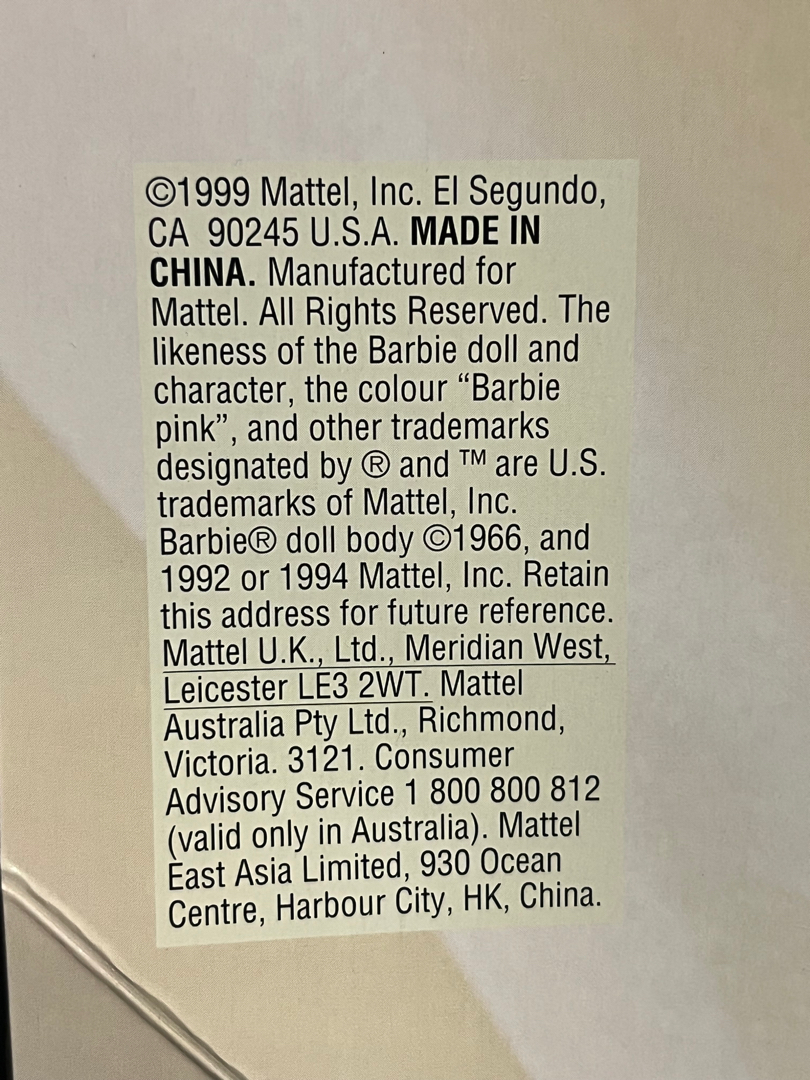 ©1999 Mattel, Inc. El Segundo,
CA 90245 U.S.A. MADE IN
CHINA. Manufactured for
Mattel. All Rights Reserved. The
likeness of the Barbie doll and
character, the colour “Barbie
pink”, and other trademarks
designated by ® and ™ are U.S.
trademarks of Mattel, Inc.
Barbie® doll body ©1966, and
1992 or 1994 Mattel, Inc. Retain
this address for future reference.
Mattel U.K., Ltd., Meridian West,
Leicester LE3 2WT. Mattel
Australia Pty Ltd., Richmond,
Victoria. 3121. Consumer
Advisory Service 1 800 800 812
(valid only in Australia). Mattel
East Asia Limited, 930 Ocean
Centre, Harbour City, HK, China.